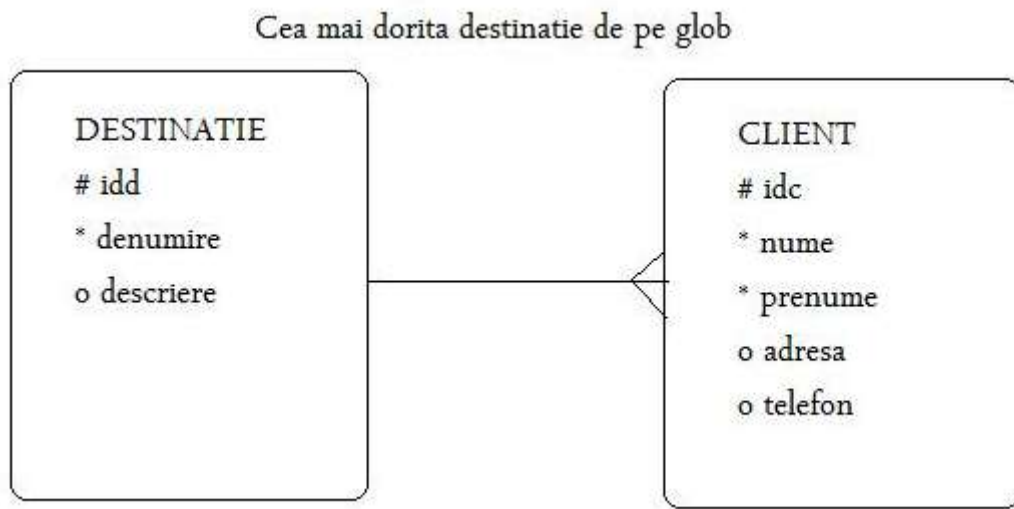 Cea mai dorita destinatie de pe glob
DESTINATIE
# idd
* denumire
o descriere
CLIENT
# idc
* nume
* prenume
o adresa
o telefon